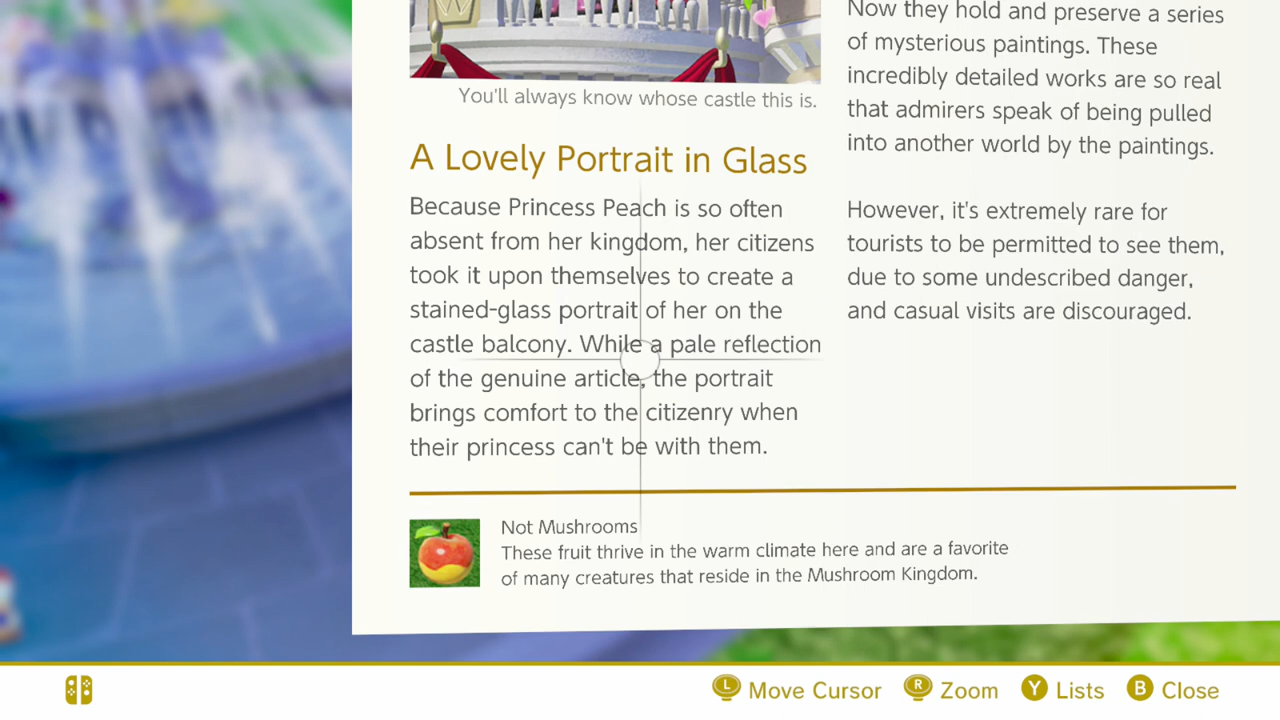 You'll always know whose castle this is.
A Lovely Portrait in Glass
Because Princess Peach is so often
absent from her kingdom, her citizens
took it upon themselves to create a
stained-glass portrait of her on the
castle balcony. While a pale reflection
of the genuine article, the portrait
brings comfort to the citizenry when
their princess can't be with them.
Now they hold and preserve a series
of mysterious paintings. These
incredibly detailed works are so real
that admirers speak of being pulled
into another world by the paintings.
However, it's extremely rare for
tourists to be permitted to see them,
due to some undescribed danger,
and casual visits are discouraged.
Not Mushrooms
These fruit thrive in the warm climate here and are a favorite
of many creatures that reside in the Mushroom Kingdom.
L Move Cursor R Zoom Y Lists B Close